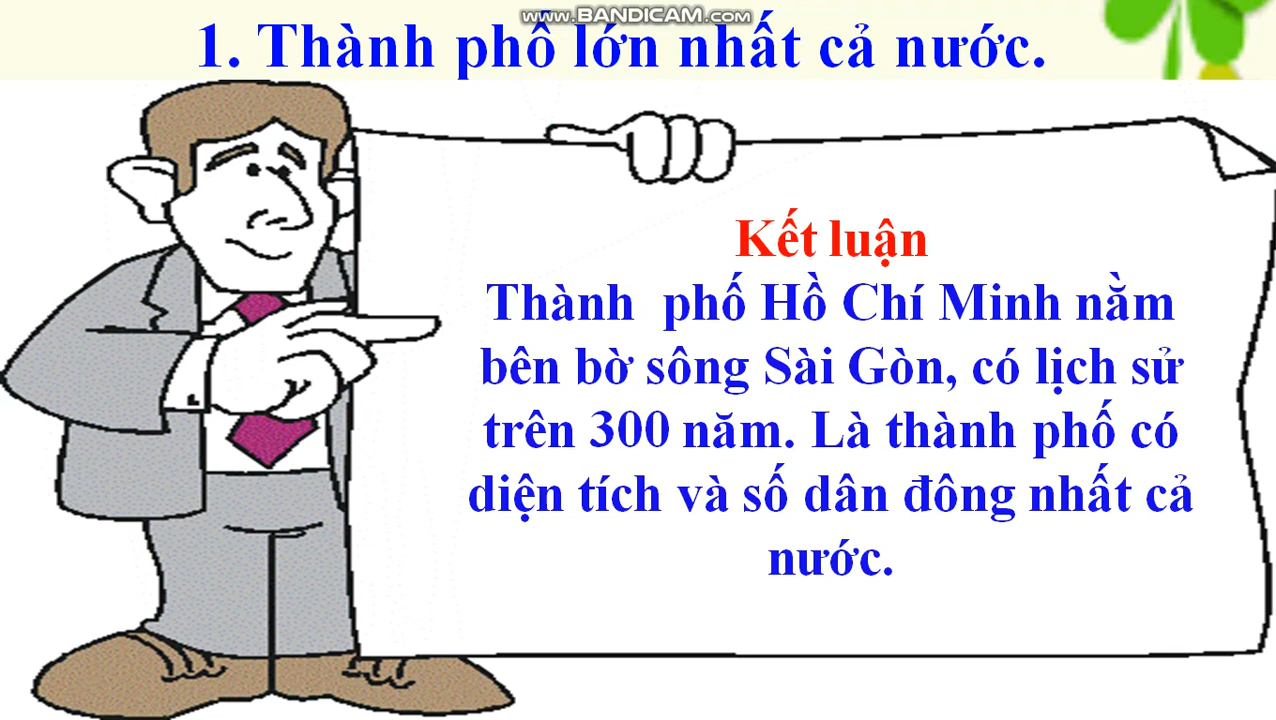 www.BANDICAM.com
1. Thành phố lớn nhất cả nước.
Kết luận
Thành phố Hồ Chí Minh nằm
bên bờ sông Sài Gòn, có lịch sử
trên 300 năm. Là thành phố có
diện tích và số dân đông nhất cả
nước.